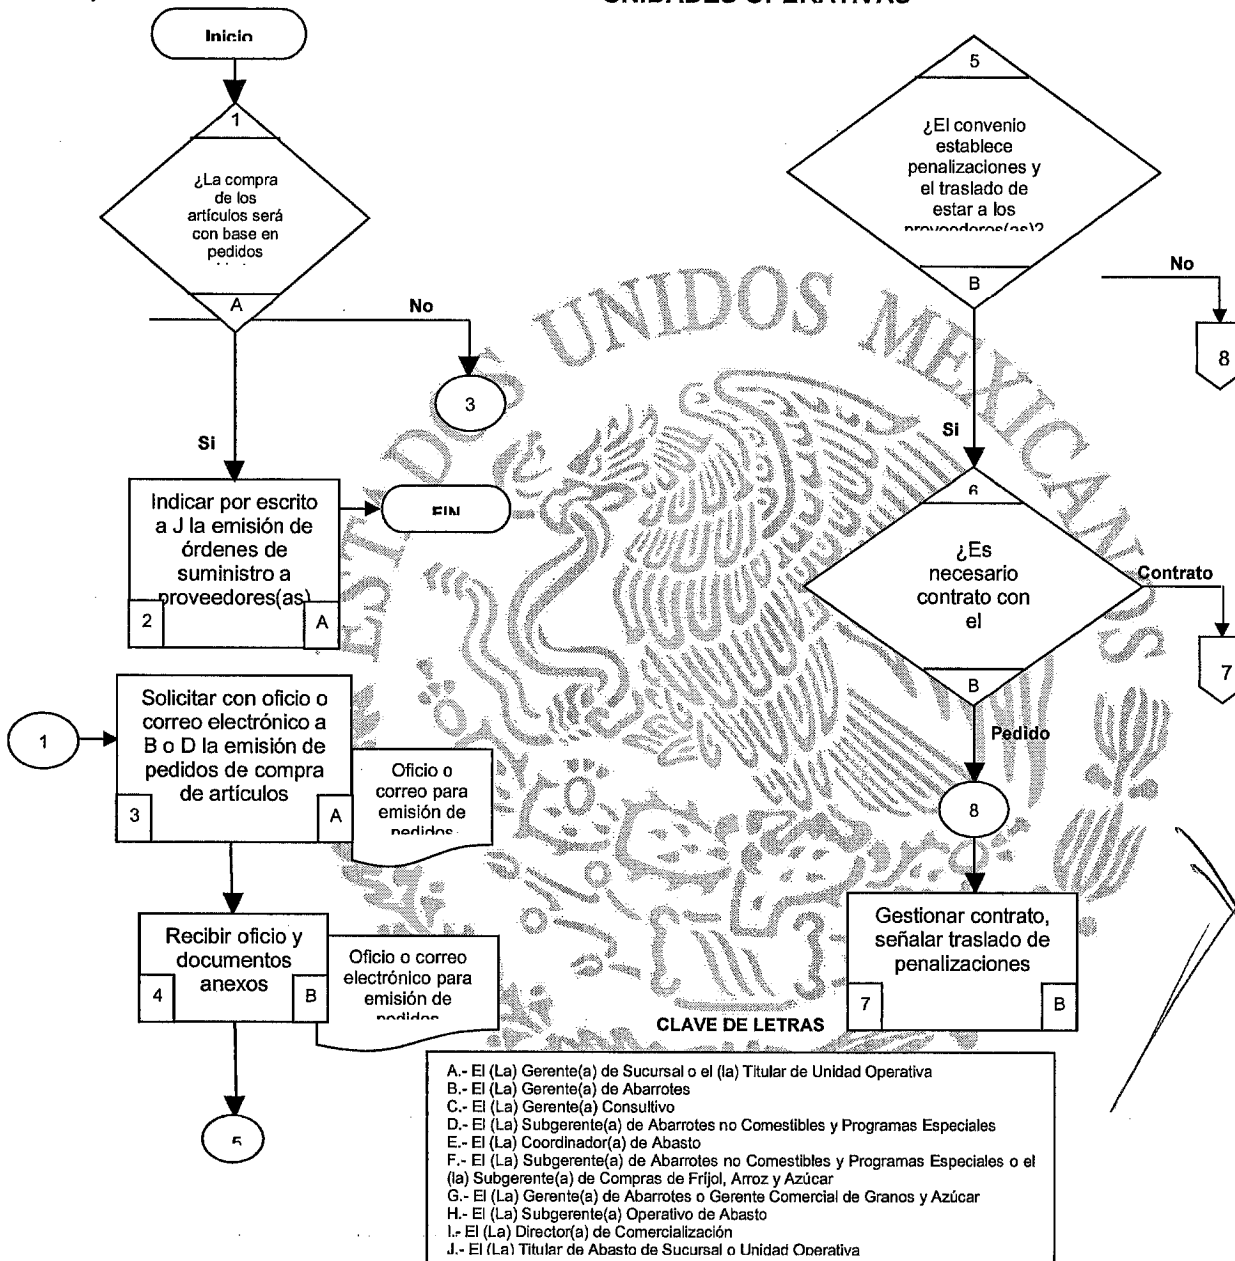 UNIDADES OPERATIVAS
Inicio
1
¿La compra
de los
artículos será
con base en
pedidos
A
No
3
Si
Indicar por escrito
a J la emisión de
órdenes de
suministro a
proveedores(as)
2
A
FIN
1
Solicitar con oficio o
correo electrónico a
B o D la emisión de
pedidos de compra
de artículos
3
A
Oficio o
correo para
emisión de
pedidos
Recibir oficio y
documentos
anexos
4
B
Oficio o correo
electrónico para
emisión de
pedidos
5
5
¿El convenio
establece
penalizaciones y
el traslado de
estar a los
proveedores(as)?
B
No
8
Si
6
¿Es
necesario
contrato con
el
B
Contrato
7
Pedido
8
Gestionar contrato,
señalar traslado de
penalizaciones
7
B
ESTADOS UNIDOS MEXICANOS
CLAVE DE LETRAS
A.- El (La) Gerente(a) de Sucursal o el (la) Titular de Unidad Operativa
B.- El (La) Gerente(a) de Abarrotes
C.- El (La) Gerente(a) Consultivo
D.- El (La) Subgerente(a) de Abarrotes no Comestibles y Programas Especiales
E.- El (La) Coordinador(a) de Abasto
F.- El (La) Subgerente(a) de Abarrotes no Comestibles y Programas Especiales o el
(la) Subgerente(a) de Compras de Frijol, Arroz y Azúcar
G.- El (La) Gerente(a) de Abarrotes o Gerente Comercial de Granos y Azúcar
H.- El (La) Subgerente(a) Operativo de Abasto
I.- El (La) Director(a) de Comercialización
J.- El (La) Titular de Abasto de Sucursal o Unidad Operativa